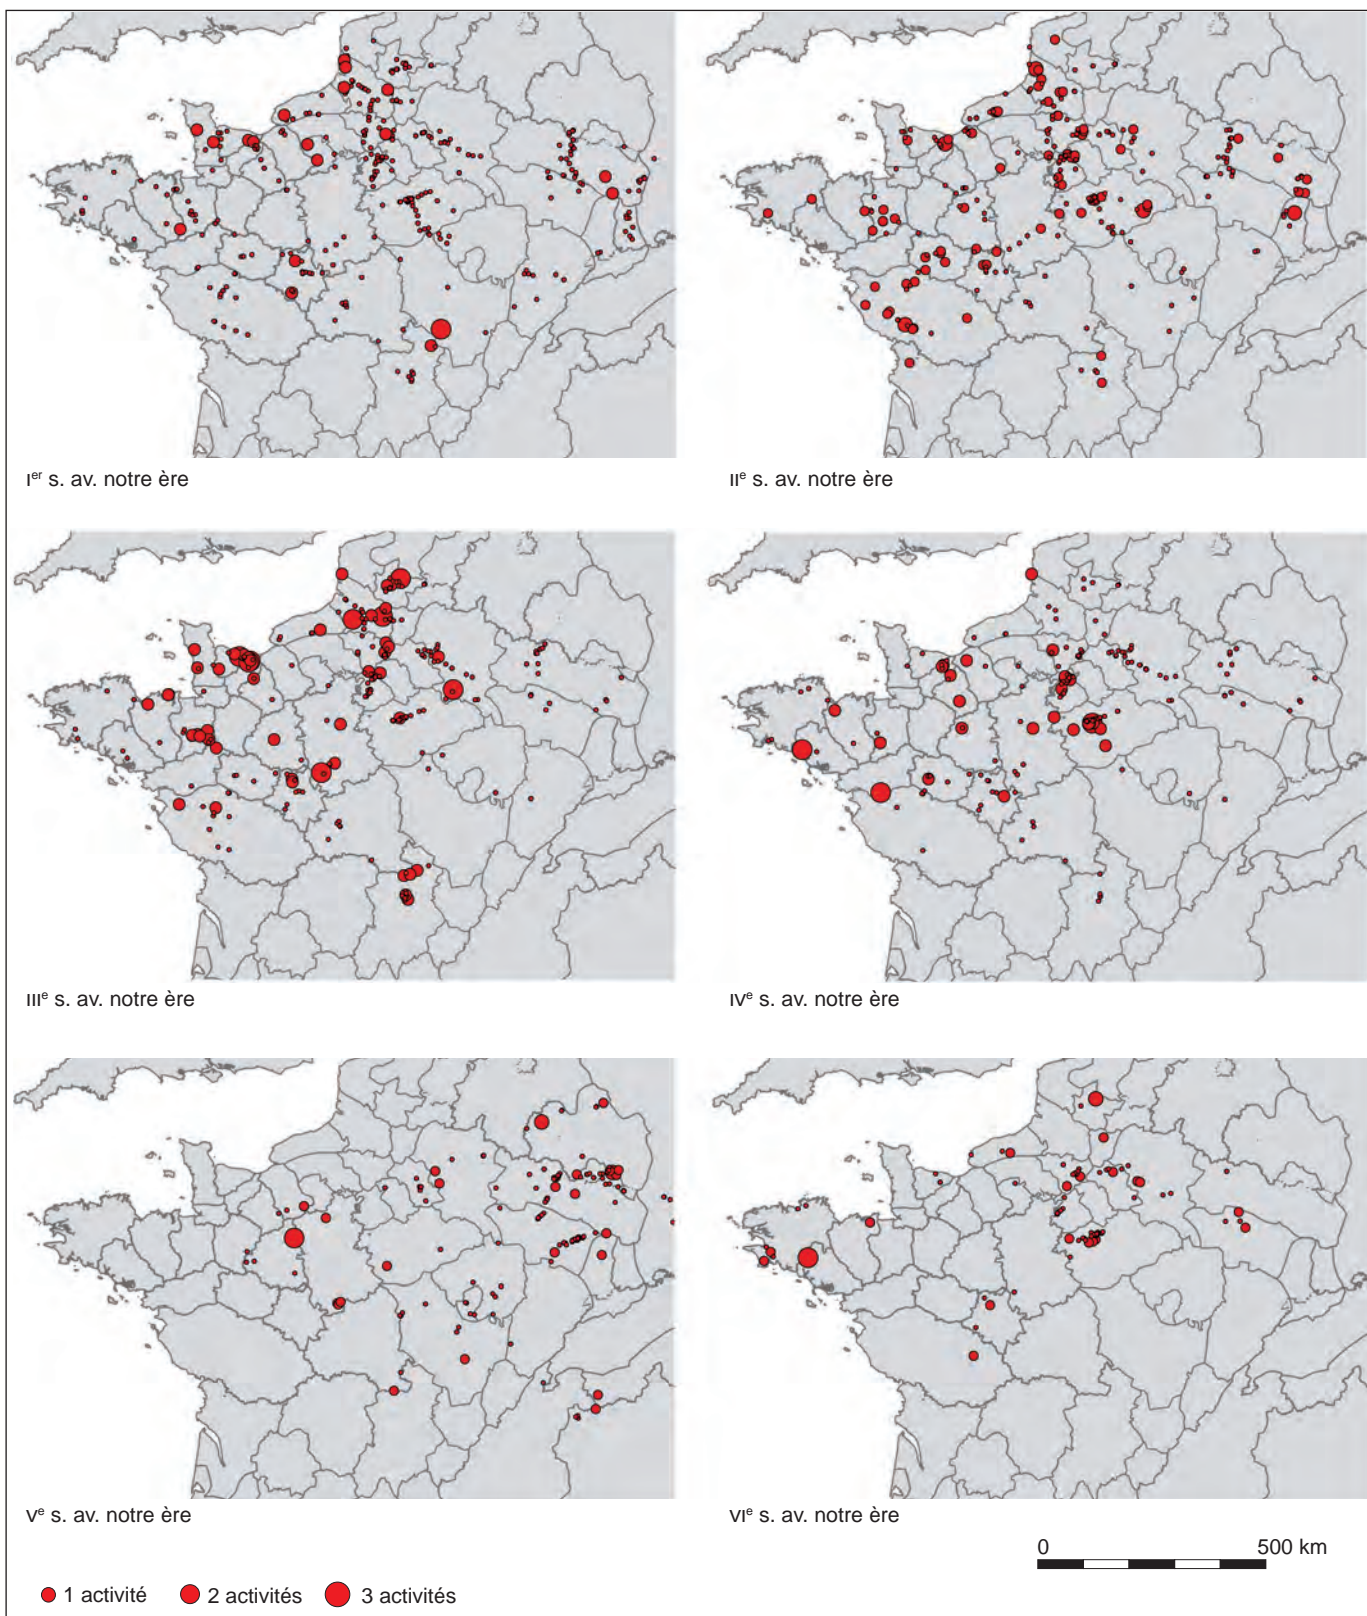 Iᵉʳ s. av. notre ère
IIᵉ s. av. notre ère
IIIᵉ s. av. notre ère
IVᵉ s. av. notre ère
Vᵉ s. av. notre ère
VIᵉ s. av. notre ère
0 500 km
1 activité 2 activités 3 activités